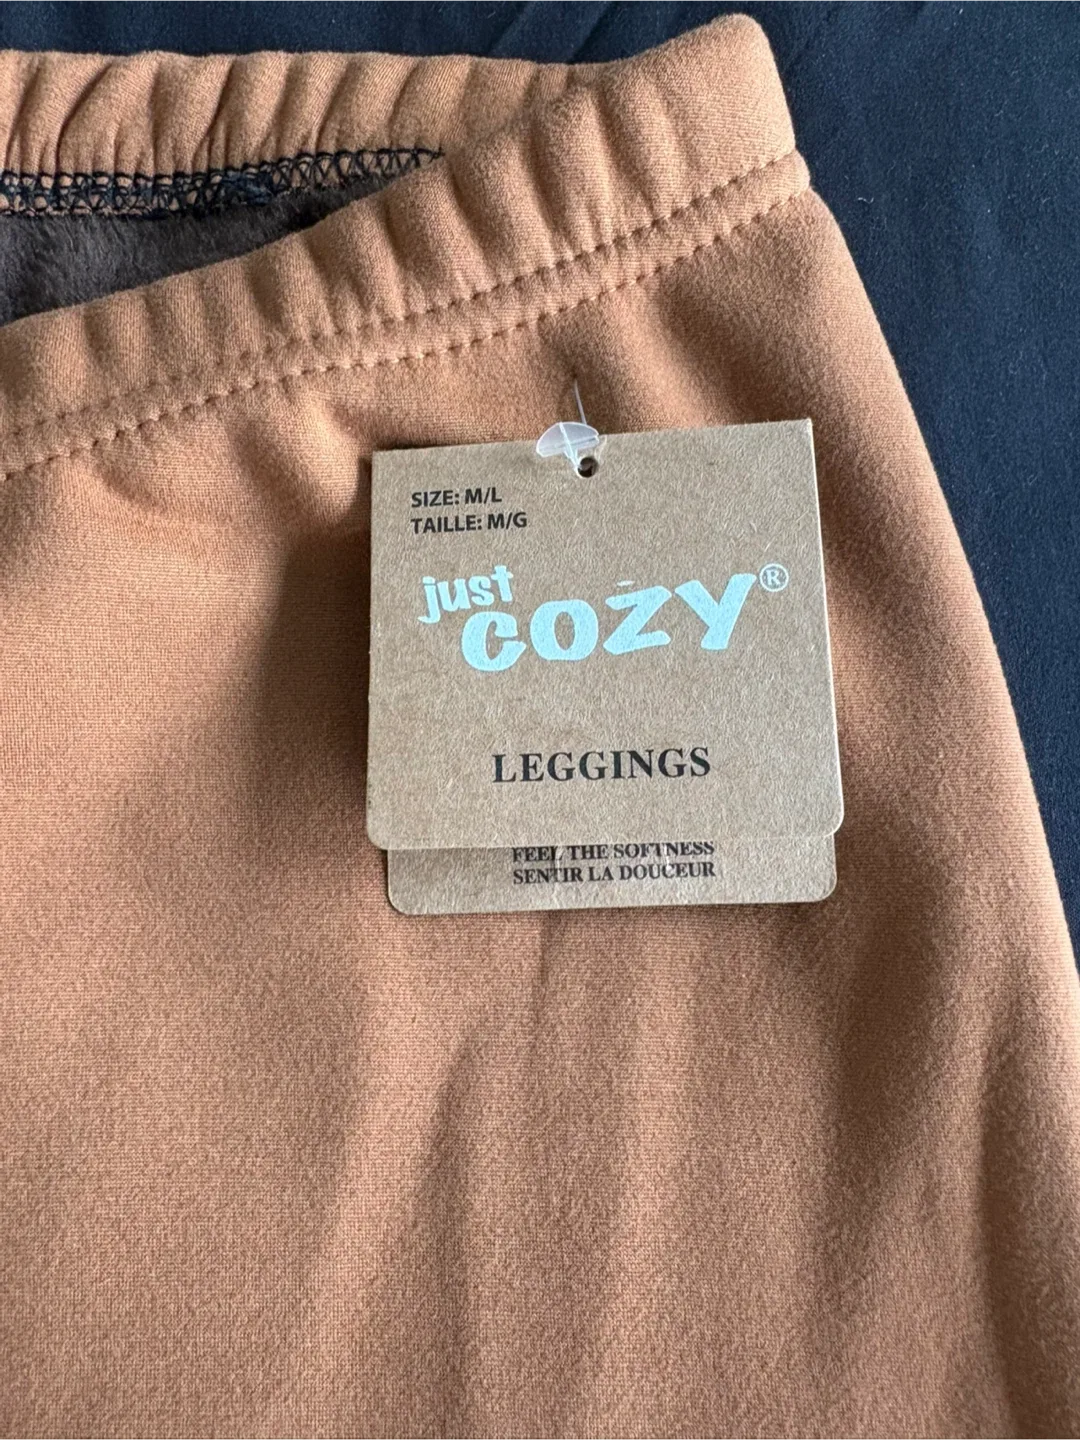 SIZE: M/L
TAILLE: M/G
just
COZY®
LEGGINGS
FEEL THE SOFTNESS
SENTIR LA DOUCEUR